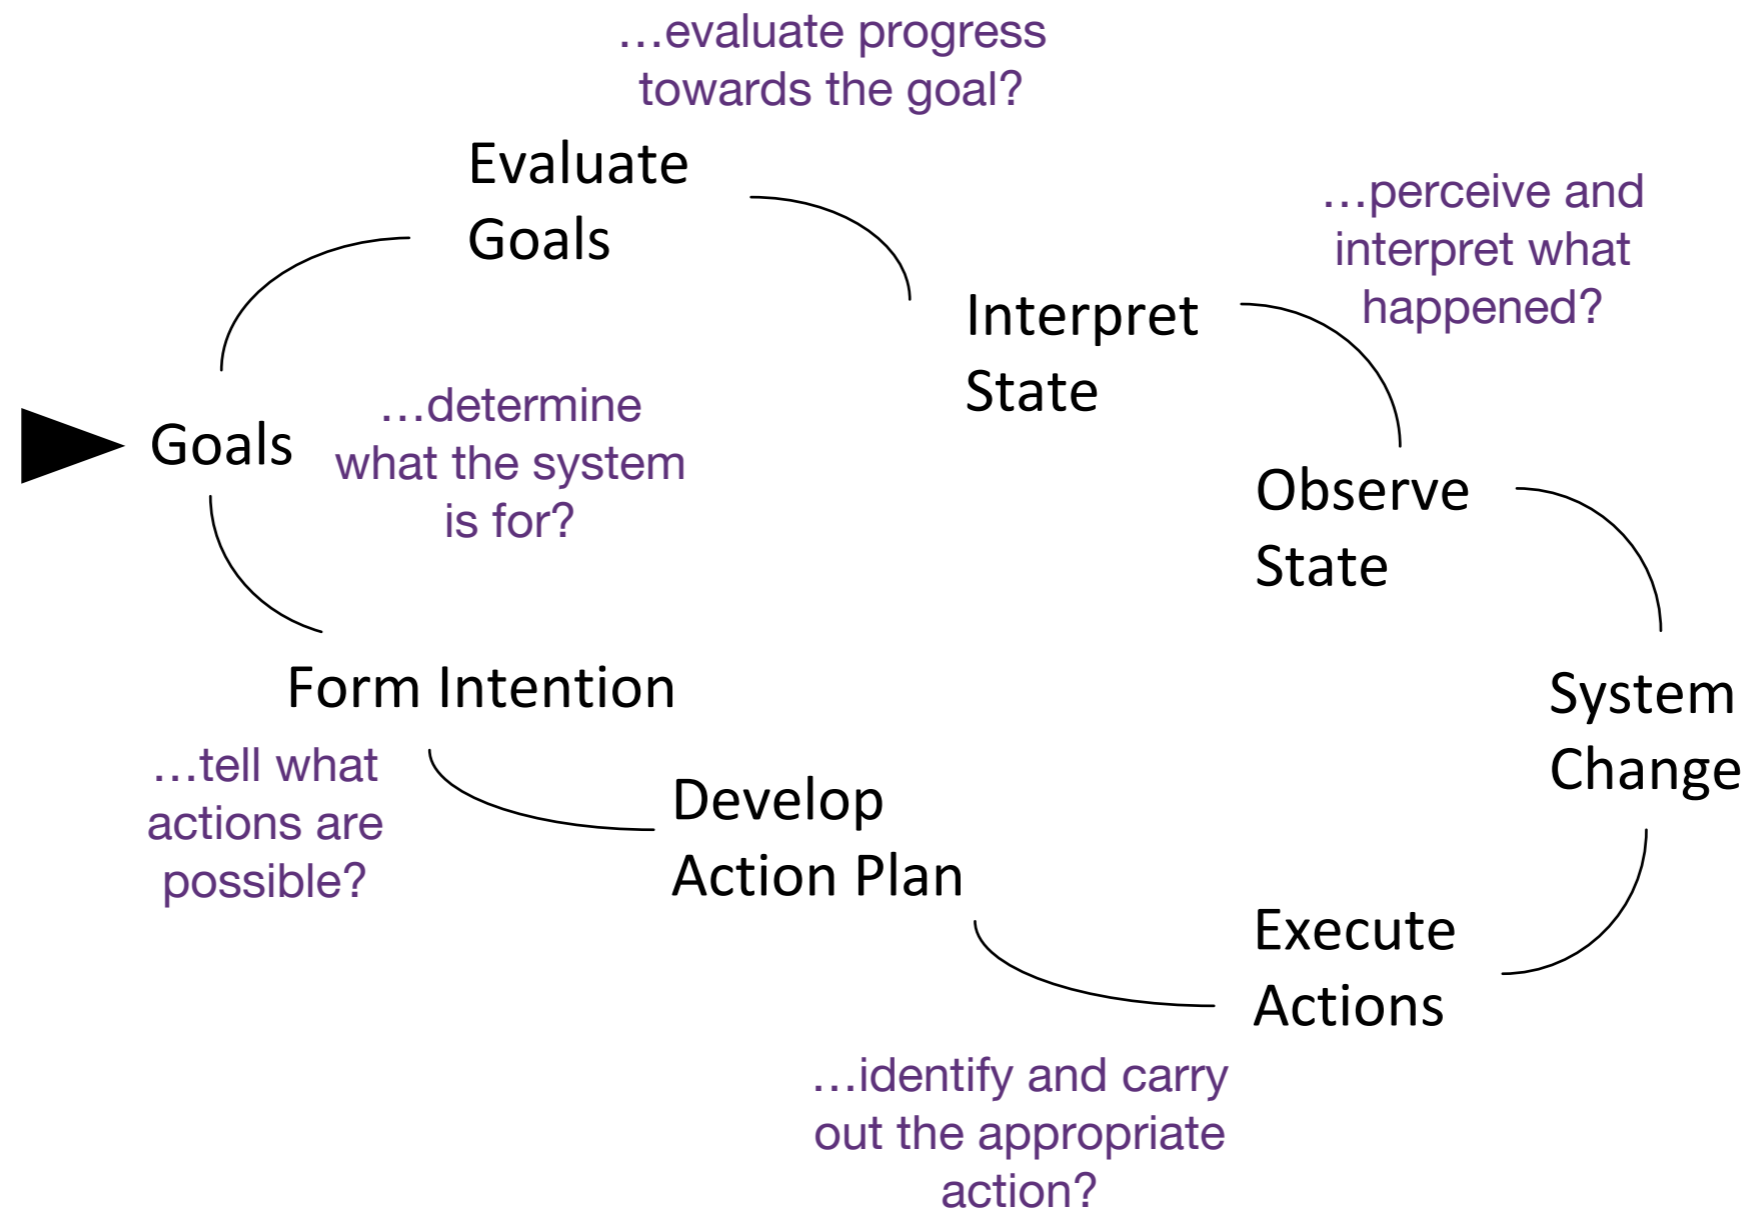 …evaluate progress
towards the goal?
Evaluate
Goals
…perceive and
interpret what
happened?
Interpret
State
Goals
…determine
what the system
is for?
Observe
State
Form Intention
System
Change
…tell what
actions are
possible?
Develop
Action Plan
Execute
Actions
…identify and carry
out the appropriate
action?